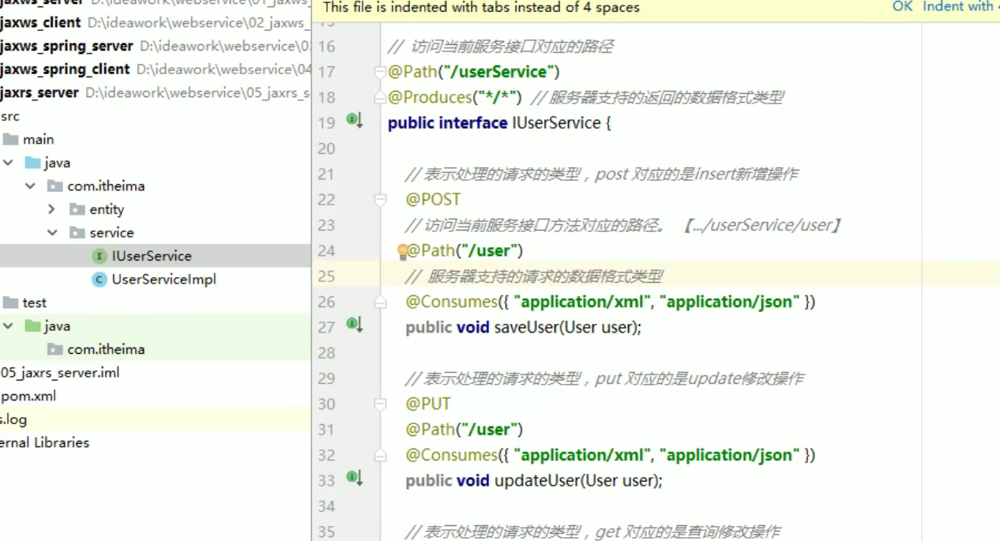 This file is indented with tabs instead of 4 spaces OK Indent with
jaxws_server D:\ideawork\webservice\01_jaxws_
jaxws_client D:\ideawork\webservice\02_jaxws_
jaxws_spring_server D:\ideawork\webservice\0
jaxws_spring_client D:\ideawork\webservice\04
jaxrs_server D:\ideawork\webservice\05_jaxrs_s
src
main
java
com.itheima
entity
service
IUserService
UserServiceImpl
test
java
com.itheima
05_jaxrs_server.iml
pom.xml
s.log
ernal Libraries
15
16 // 访问当前服务接口对应的路径
17 @Path("/userService")
18 @Produces("*/*") // 服务器支持的返回的数据格式类型
19 public interface IUserService {
20
21 // 表示处理的请求的类型，post 对应的是insert新增操作
22 @POST
23 // 访问当前服务接口方法对应的路径。 【.../userService/user】
24 @Path("/user")
25 // 服务器支持的请求的数据格式类型
26 @Consumes({ "application/xml", "application/json" })
27 public void saveUser(User user);
28
29 // 表示处理的请求的类型，put 对应的是update修改操作
30 @PUT
31 @Path("/user")
32 @Consumes({ "application/xml", "application/json" })
33 public void updateUser(User user);
34
35 // 表示处理的请求的类型，get 对应的是查询修改操作